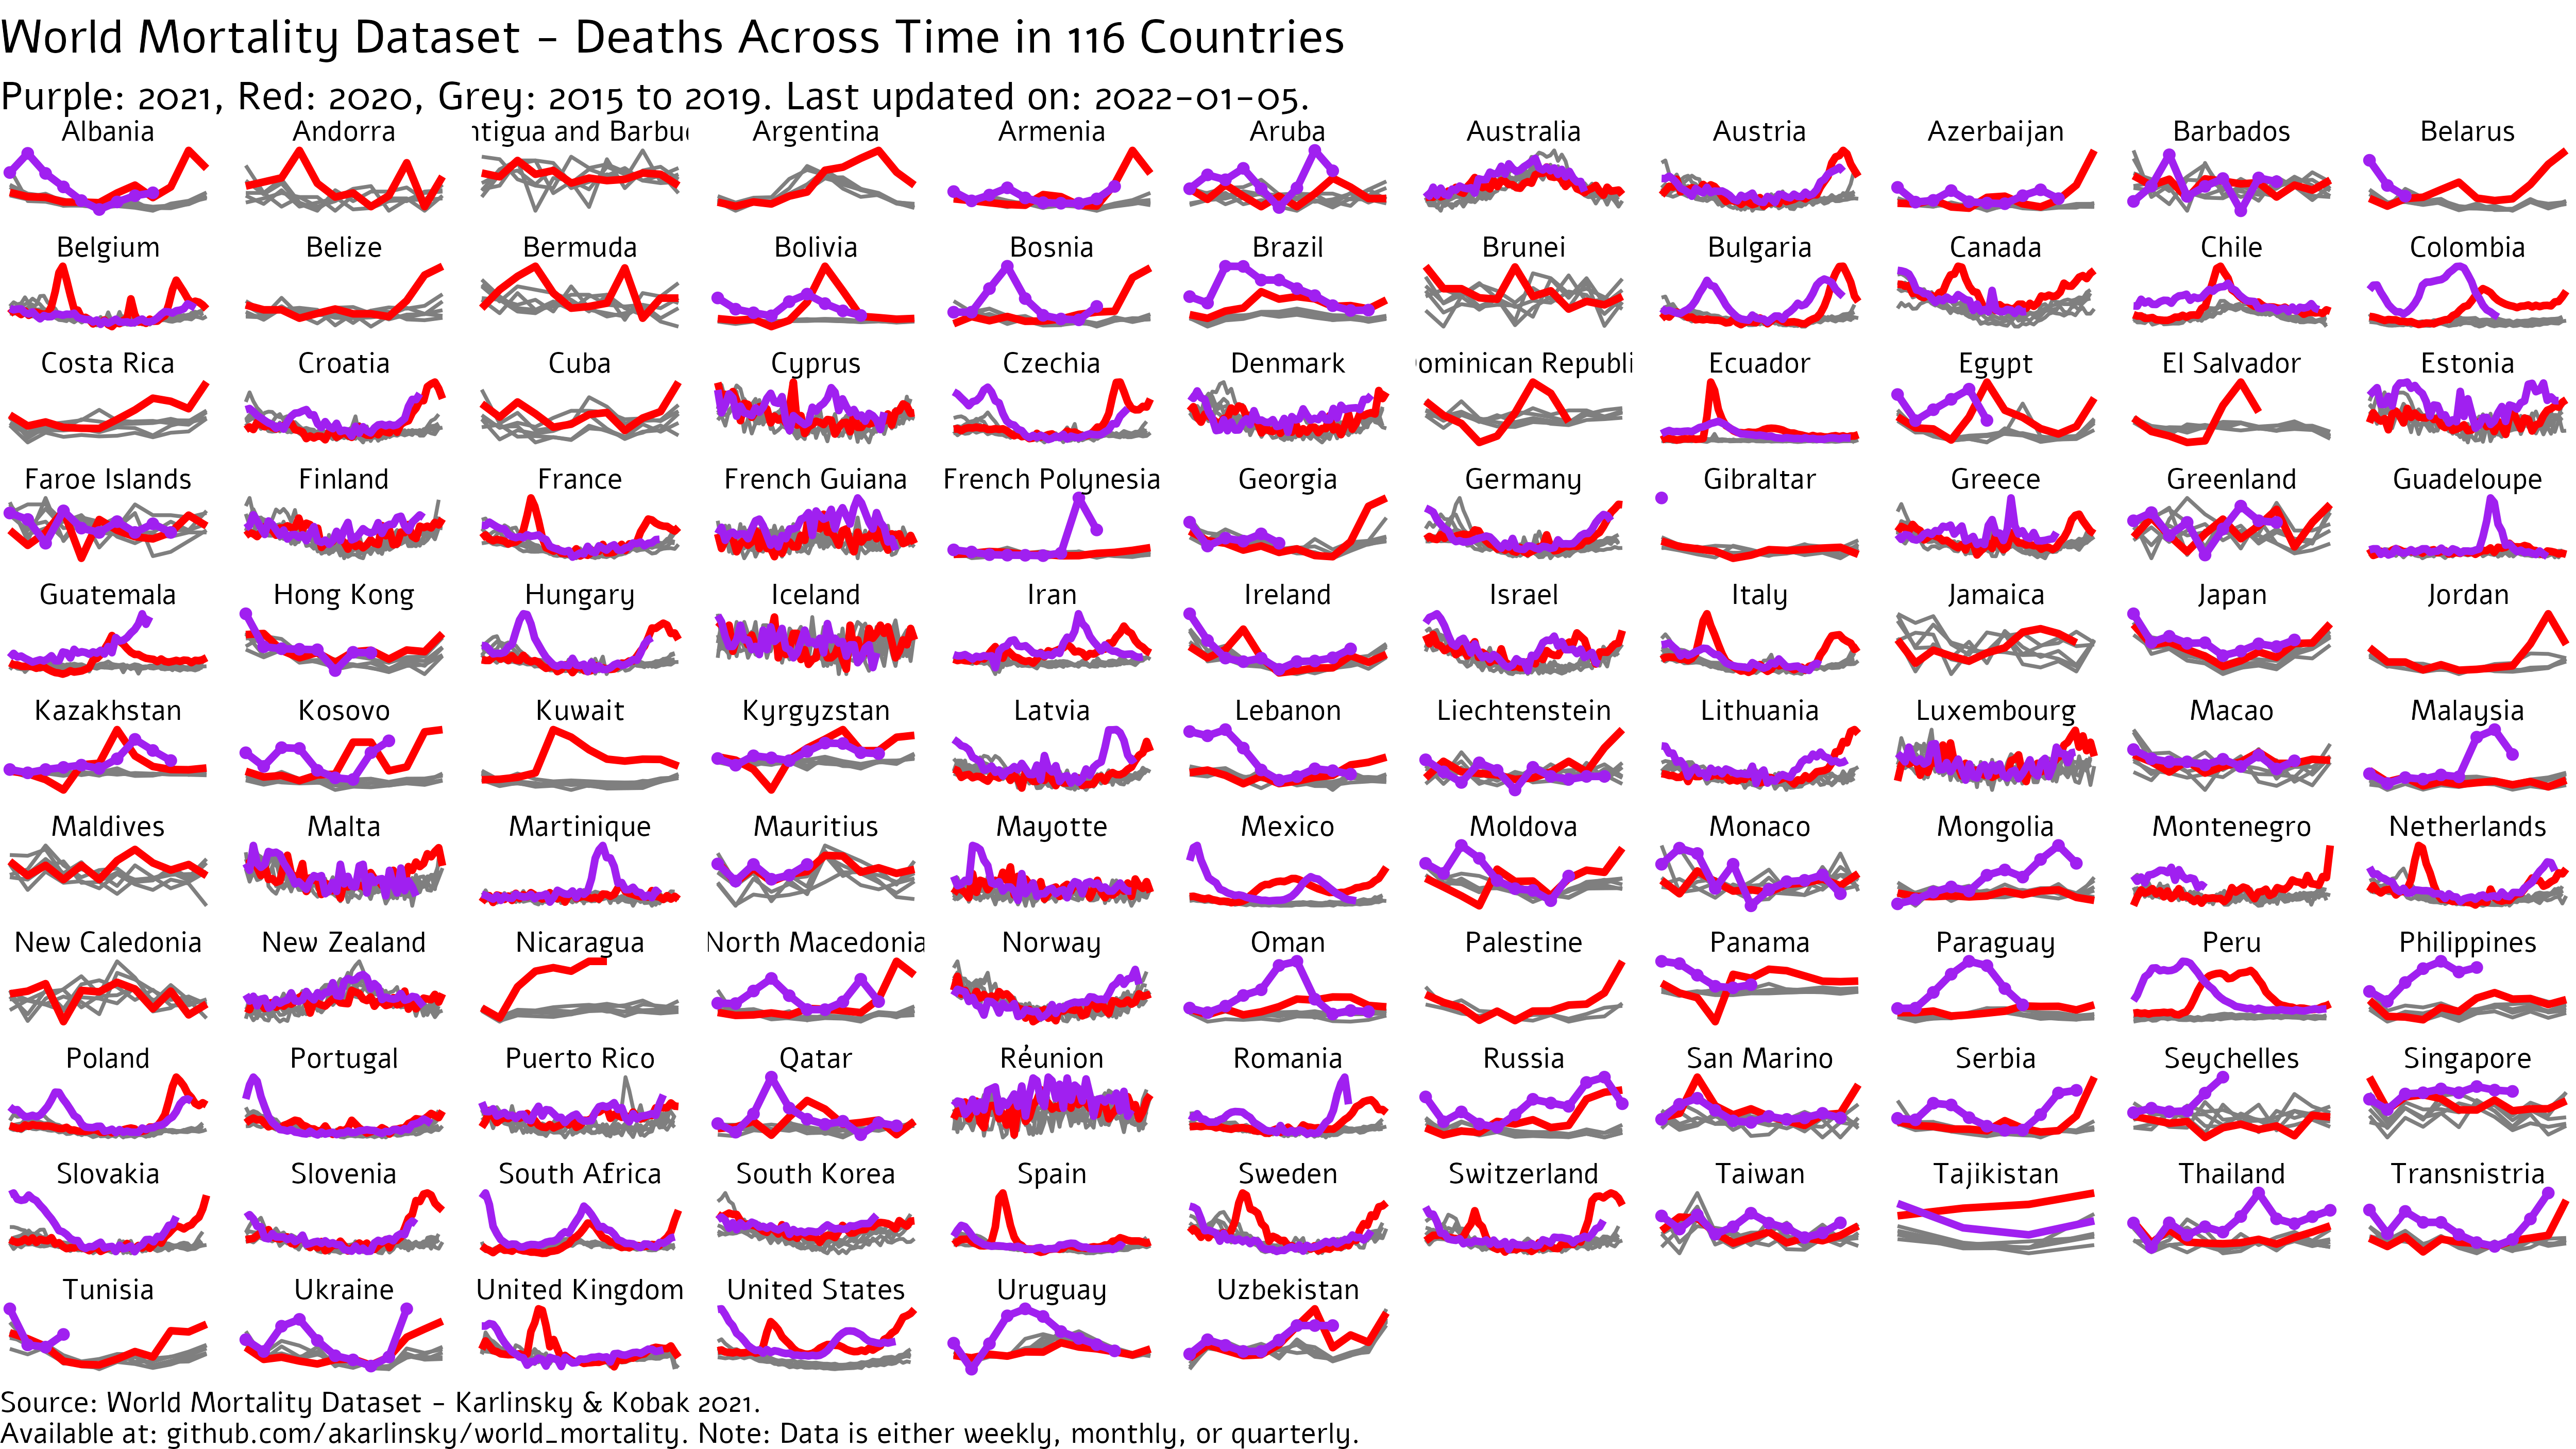 World Mortality Dataset - Deaths Across Time in 116 Countries
Purple: 2021, Red: 2020, Grey: 2015 to 2019. Last updated on: 2022-01-05.
Albania Andorra ntigua and Barbu Argentina Armenia Aruba Australia Austria Azerbaijan Barbados Belarus
Belgium Belize Bermuda Bolivia Bosnia Brazil Brunei Bulgaria Canada Chile Colombia
Costa Rica Croatia Cuba Cyprus Czechia Denmark ominican Republi Ecuador Egypt El Salvador Estonia
Faroe Islands Finland France French Guiana French Polynesia Georgia Germany Gibraltar Greece Greenland Guadeloupe
Guatemala Hong Kong Hungary Iceland Iran Ireland Israel Italy Jamaica Japan Jordan
Kazakhstan Kosovo Kuwait Kyrgyzstan Latvia Lebanon Liechtenstein Lithuania Luxembourg Macao Malaysia
Maldives Malta Martinique Mauritius Mayotte Mexico Moldova Monaco Mongolia Montenegro Netherlands
New Caledonia New Zealand Nicaragua North Macedonia Norway Oman Palestine Panama Paraguay Peru Philippines
Poland Portugal Puerto Rico Qatar Réunion Romania Russia San Marino Serbia Seychelles Singapore
Slovakia Slovenia South Africa South Korea Spain Sweden Switzerland Taiwan Tajikistan Thailand Transnistria
Tunisia Ukraine United Kingdom United States Uruguay Uzbekistan
Source: World Mortality Dataset - Karlinsky & Kobak 2021.
Available at: github.com/akarlinsky/world_mortality. Note: Data is either weekly, monthly, or quarterly.